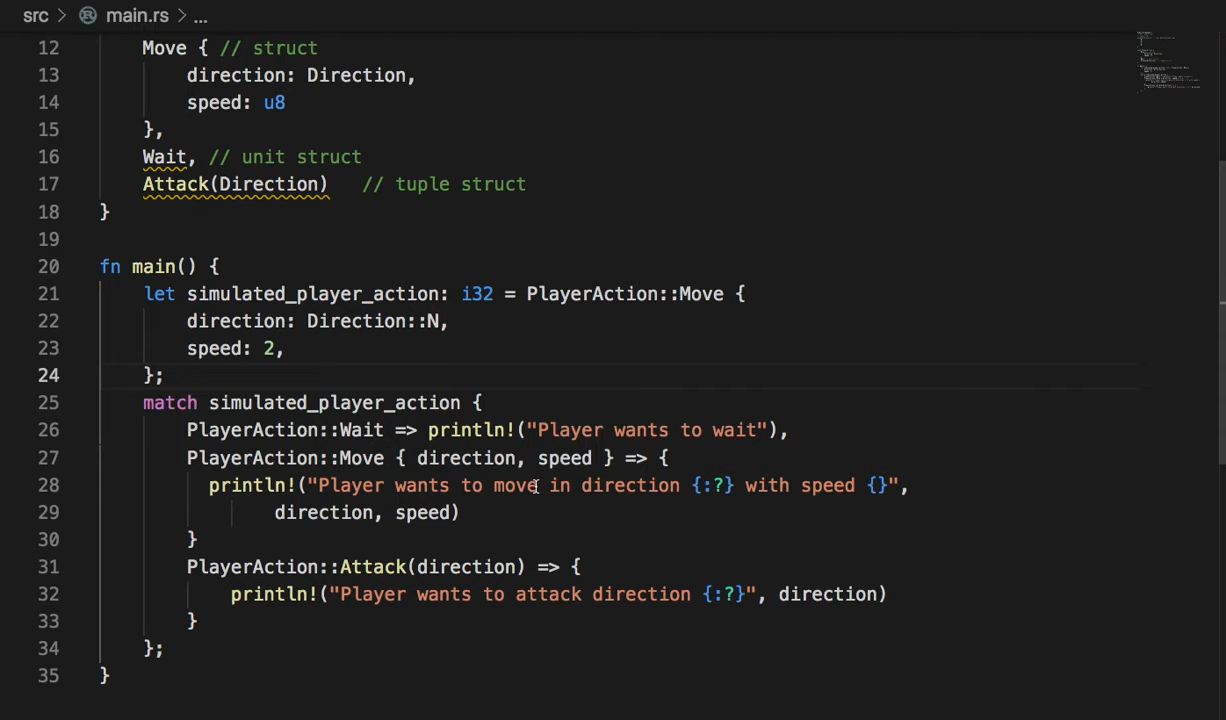 src > main.rs > ...
12 Move { // struct
13 direction: Direction,
14 speed: u8
15 },
16 Wait, // unit struct
17 Attack(Direction) // tuple struct
18 }
19
20 fn main() {
21 let simulated_player_action: i32 = PlayerAction::Move {
22 direction: Direction::N,
23 speed: 2,
24 };
25 match simulated_player_action {
26 PlayerAction::Wait => println!("Player wants to wait"),
27 PlayerAction::Move { direction, speed } => {
28 println!("Player wants to move in direction {:?} with speed {}",
29 direction, speed)
30 }
31 PlayerAction::Attack(direction) => {
32 println!("Player wants to attack direction {:?}", direction)
33 }
34 };
35 }